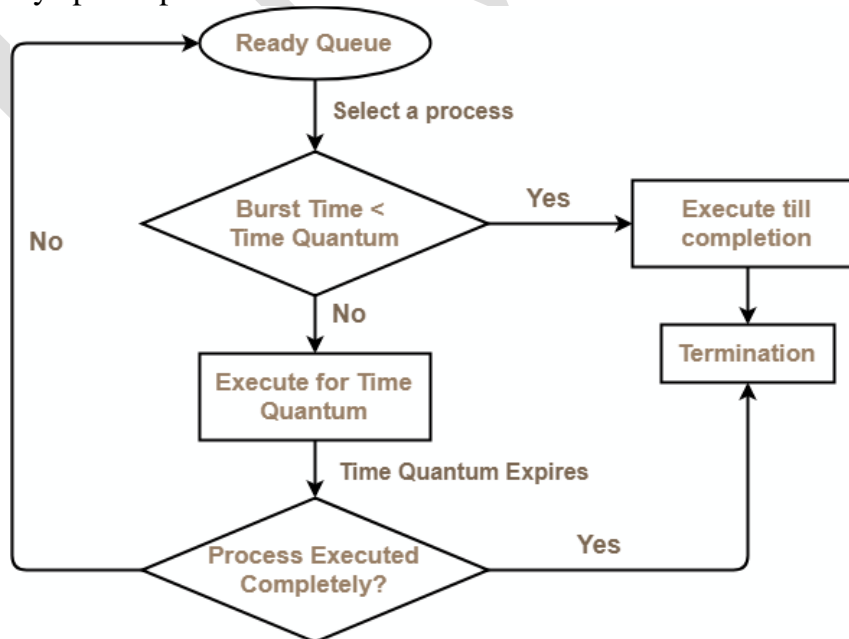 Ready Queue
Select a process
Burst Time <
Time Quantum
Yes
Execute till
completion
No
No
Execute for Time
Quantum
Termination
Time Quantum Expires
Process Executed
Completely?
Yes